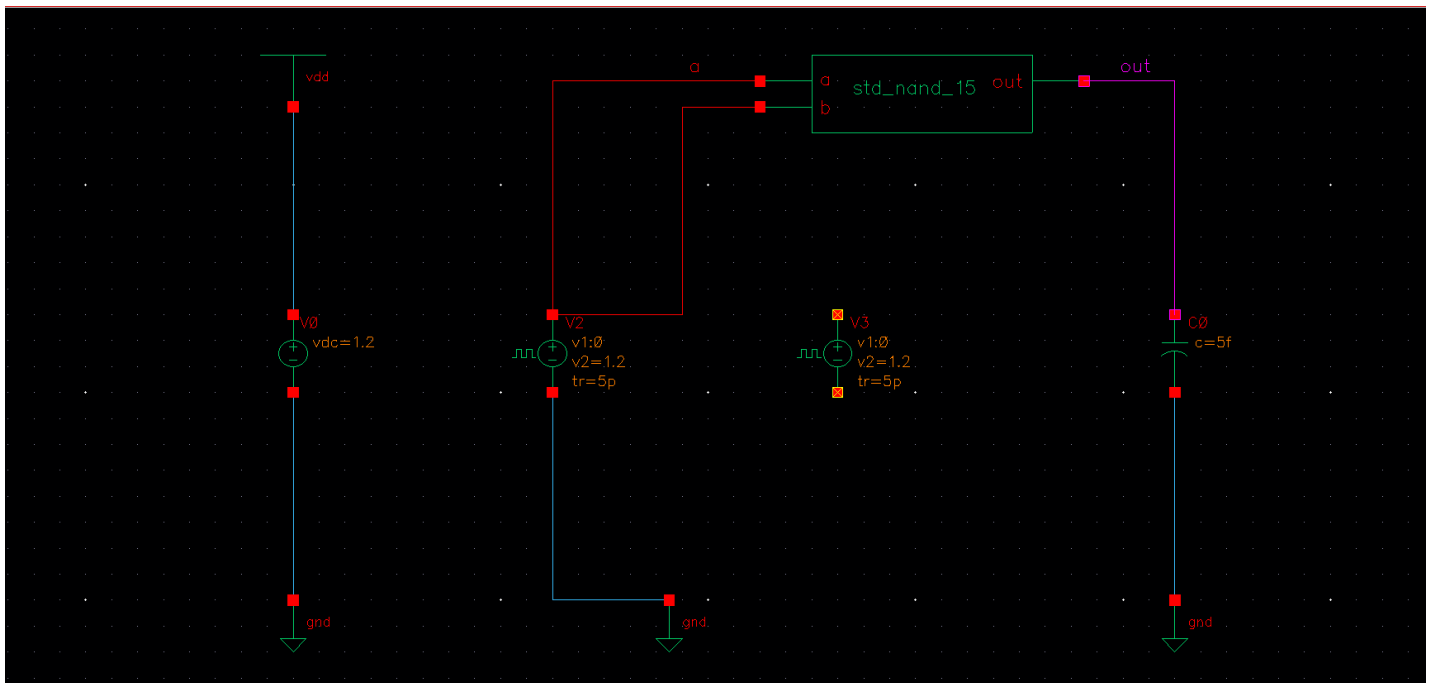 vdd
a
out
a
std_nand_15
out
b
V0
vdc=1.2
V2
v1:0
v2=1.2
tr=5p
V3
v1:0
v2=1.2
tr=5p
C0
c=5f
gnd
gnd
gnd